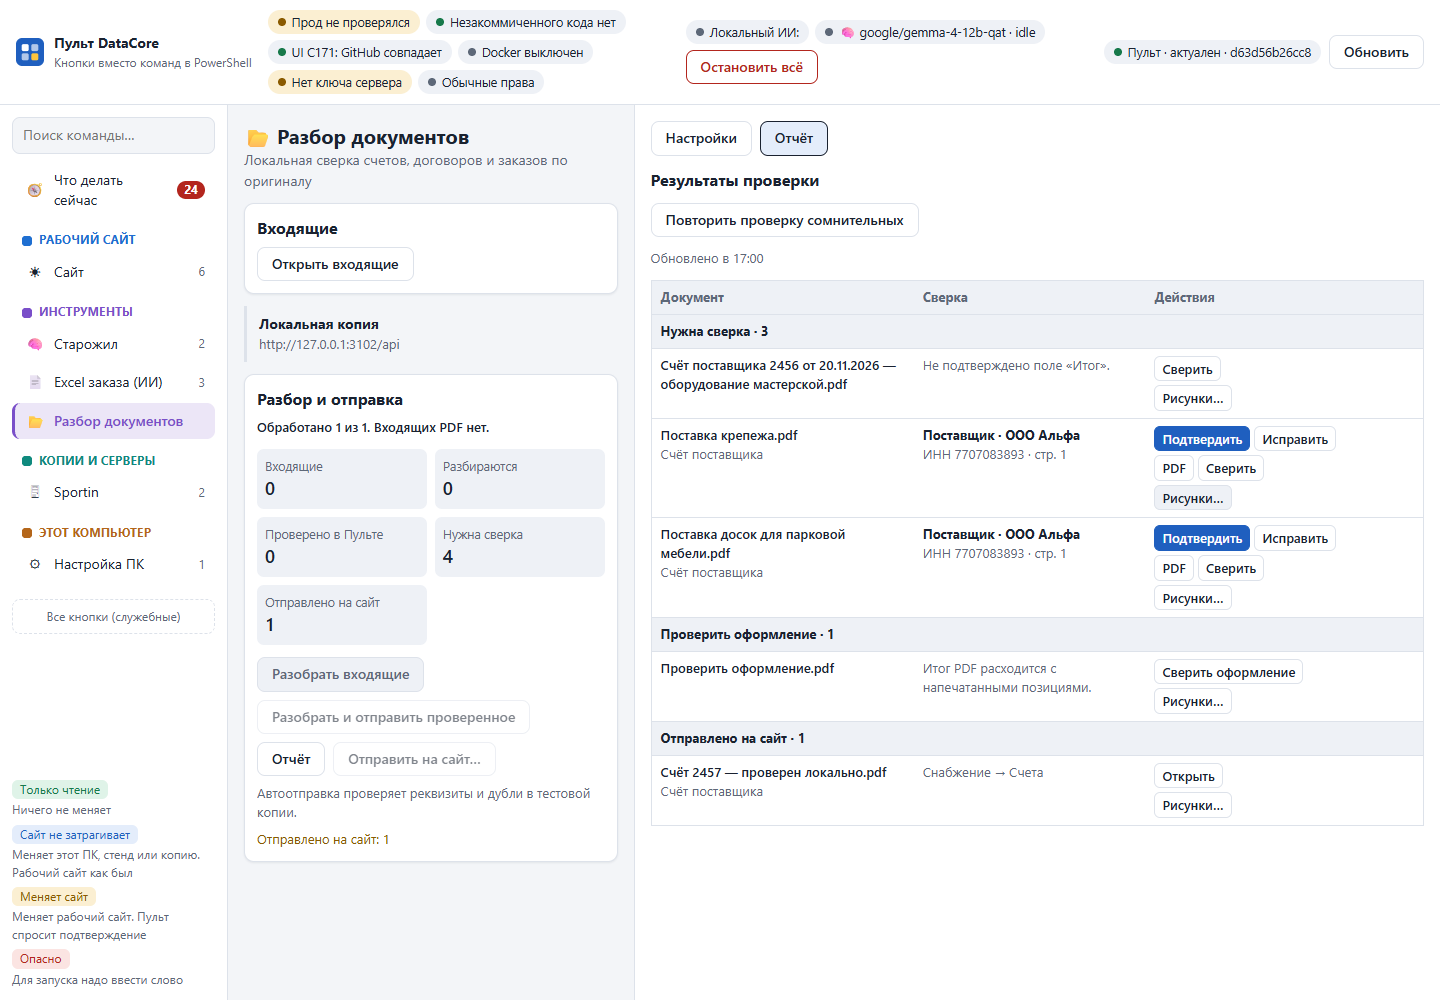 Пульт DataCore
Кнопки вместо команд в PowerShell
Прод не проверялся
Незакоммиченного кода нет
UI C171: GitHub совпадает
Docker выключен
Нет ключа сервера
Обычные права
Локальный ИИ:
google/gemma-4-12b-qat · idle
Остановить всё
Пульт · актуален · d63d56b26cc8
Обновить
Поиск команды...
Что делать
сейчас
24
РАБОЧИЙ САЙТ
Сайт 6
ИНСТРУМЕНТЫ
Старожил 2
Excel заказа (ИИ) 3
Разбор документов
КОПИИ И СЕРВЕРЫ
Sportin 2
ЭТОТ КОМПЬЮТЕР
Настройка ПК 1
Все кнопки (служебные)
Только чтение
Ничего не меняет
Сайт не затрагивает
Меняет этот ПК, стенд или копию.
Рабочий сайт как был
Меняет сайт
Меняет рабочий сайт. Пульт
спросит подтверждение
Опасно
Для запуска надо ввести слово
Разбор документов
Локальная сверка счетов, договоров и заказов по
оригиналу
Входящие
Открыть входящие
Локальная копия
http://127.0.0.1:3102/api
Разбор и отправка
Обработано 1 из 1. Входящих PDF нет.
Входящие
0
Разбираются
0
Проверено в Пульте
0
Нужна сверка
4
Отправлено на сайт
1
Разобрать входящие
Разобрать и отправить проверенное
Отчёт
Отправить на сайт...
Автоотправка проверяет реквизиты и дубли в тестовой
копии.
Отправлено на сайт: 1
Настройки
Отчёт
Результаты проверки
Повторить проверку сомнительных
Обновлено в 17:00
Документ Сверка Действия
Нужна сверка · 3
Счёт поставщика 2456 от 20.11.2026 —
оборудование мастерской.pdf
Не подтверждено поле «Итог».
Сверить
Рисунки...
Поставка крепежа.pdf
Счёт поставщика
Поставщик · ООО Альфа
ИНН 7707083893 · стр. 1
Подтвердить Исправить
PDF Сверить
Рисунки...
Поставка досок для парковой
мебели.pdf
Счёт поставщика
Поставщик · ООО Альфа
ИНН 7707083893 · стр. 1
Подтвердить Исправить
PDF Сверить
Рисунки...
Проверить оформление · 1
Проверить оформление.pdf
Итог PDF расходится с
напечатанными позициями.
Сверить оформление
Рисунки...
Отправлено на сайт · 1
Счёт 2457 — проверен локально.pdf
Счёт поставщика
Снабжение → Счета
Открыть
Рисунки...